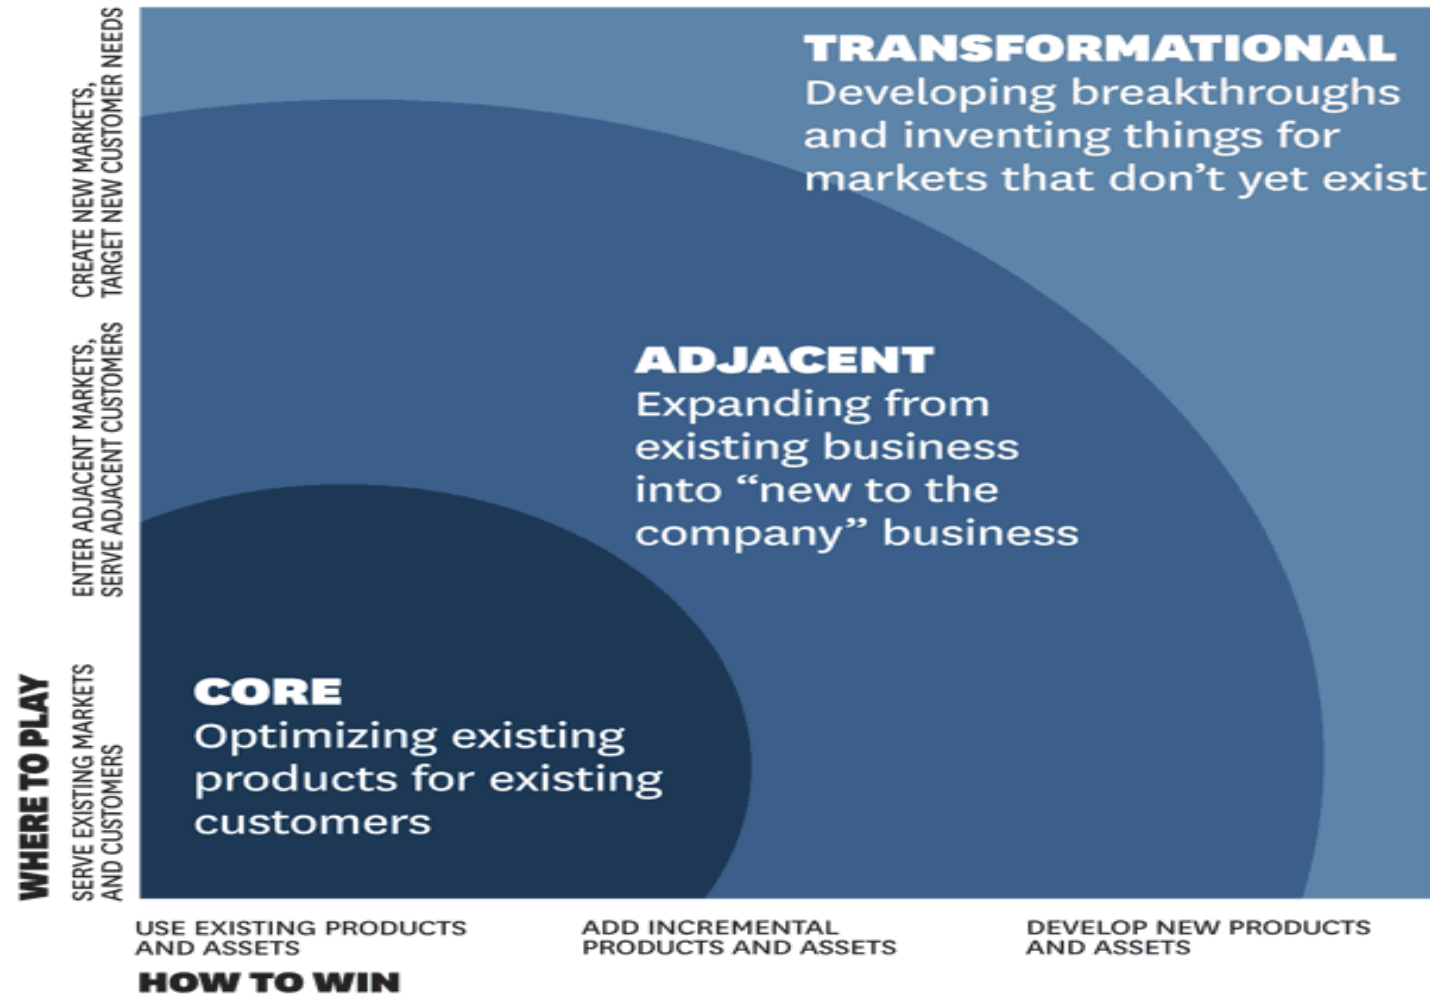 TRANSFORMATIONAL
Developing breakthroughs
and inventing things for
markets that don’t yet exist
ADJACENT
Expanding from
existing business
into “new to the
company” business
CORE
Optimizing existing
products for existing
customers
WHERE TO PLAY
CREATE NEW MARKETS,
TARGET NEW CUSTOMER NEEDS
ENTER ADJACENT MARKETS,
SERVE ADJACENT CUSTOMERS
SERVE EXISTING MARKETS
AND CUSTOMERS
USE EXISTING PRODUCTS
AND ASSETS
ADD INCREMENTAL
PRODUCTS AND ASSETS
DEVELOP NEW PRODUCTS
AND ASSETS
HOW TO WIN